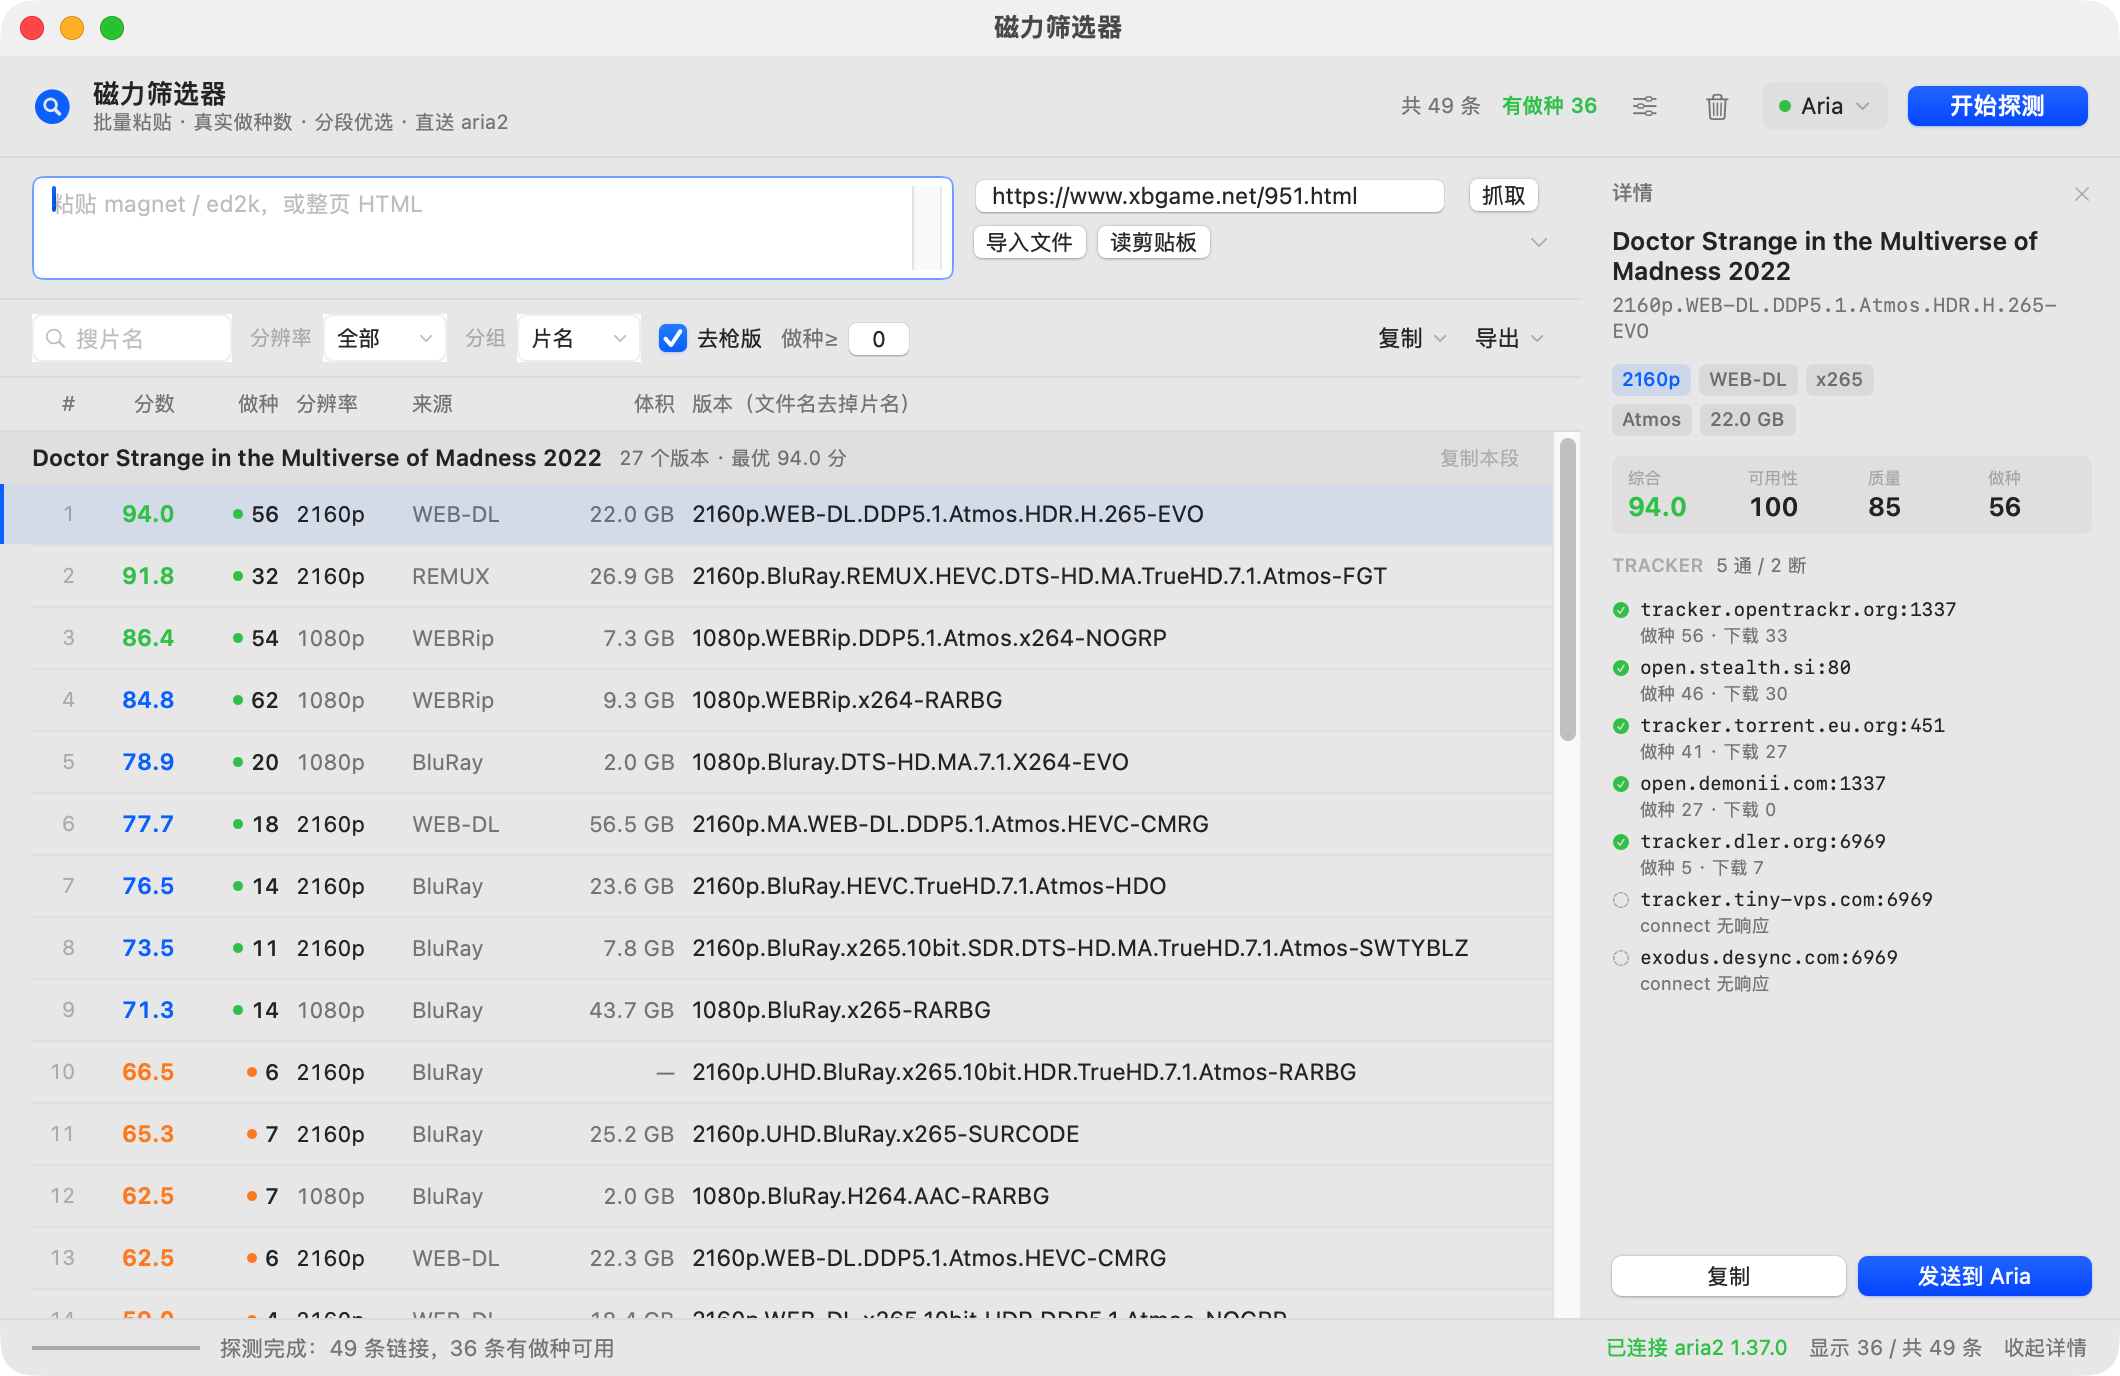 磁力筛选器
磁力筛选器
批量粘贴 · 真实做种数 · 分段优选 · 直送 aria2
共 49 条 有做种 36 Aria 开始探测
粘贴 magnet / ed2k，或整页 HTML
https://www.xbgame.net/951.html 抓取
导入文件 读剪贴板
搜片名 分辨率 全部 分组 片名 去枪版 做种≥ 0 复制 导出
# 分数 做种 分辨率 来源 体积 版本（文件名去掉片名）
Doctor Strange in the Multiverse of Madness 2022 27 个版本 · 最优 94.0 分 复制本段
1 94.0 56 2160p WEB-DL 22.0 GB 2160p.WEB-DL.DDP5.1.Atmos.HDR.H.265-EVO
2 91.8 32 2160p REMUX 26.9 GB 2160p.BluRay.REMUX.HEVC.DTS-HD.MA.TrueHD.7.1.Atmos-FGT
3 86.4 54 1080p WEBRip 7.3 GB 1080p.WEBRip.DDP5.1.Atmos.x264-NOGRP
4 84.8 62 1080p WEBRip 9.3 GB 1080p.WEBRip.x264-RARBG
5 78.9 20 1080p BluRay 2.0 GB 1080p.Bluray.DTS-HD.MA.7.1.X264-EVO
6 77.7 18 2160p WEB-DL 56.5 GB 2160p.MA.WEB-DL.DDP5.1.Atmos.HEVC-CMRG
7 76.5 14 2160p BluRay 23.6 GB 2160p.BluRay.HEVC.TrueHD.7.1.Atmos-HDO
8 73.5 11 2160p BluRay 7.8 GB 2160p.BluRay.x265.10bit.SDR.DTS-HD.MA.TrueHD.7.1.Atmos-SWTYBLZ
9 71.3 14 1080p BluRay 43.7 GB 1080p.BluRay.x265-RARBG
10 66.5 6 2160p BluRay — 2160p.UHD.BluRay.x265.10bit.HDR.TrueHD.7.1.Atmos-RARBG
11 65.3 7 2160p BluRay 25.2 GB 2160p.UHD.BluRay.x265-SURCODE
12 62.5 7 1080p BluRay 2.0 GB 1080p.BluRay.H264.AAC-RARBG
13 62.5 6 2160p WEB-DL 22.3 GB 2160p.WEB-DL.DDP5.1.Atmos.HEVC-CMRG
14 2160p WEB-DL 18.4 GB 2160p.WEB-DL.x265.10bit.HDR.DDP5.1.Atmos-NOGRP
详情
Doctor Strange in the Multiverse of
Madness 2022
2160p.WEB-DL.DDP5.1.Atmos.HDR.H.265-
EVO
2160p WEB-DL x265
Atmos 22.0 GB
综合 可用性 质量 做种
94.0 100 85 56
TRACKER 5 通 / 2 断
tracker.opentrackr.org:1337
做种 56 · 下载 33
open.stealth.si:80
做种 46 · 下载 30
tracker.torrent.eu.org:451
做种 41 · 下载 27
open.demonii.com:1337
做种 27 · 下载 0
tracker.dler.org:6969
做种 5 · 下载 7
tracker.tiny-vps.com:6969
connect 无响应
exodus.desync.com:6969
connect 无响应
复制 发送到 Aria
探测完成：49 条链接，36 条有做种可用 已连接 aria2 1.37.0 显示 36 / 共 49 条 收起详情